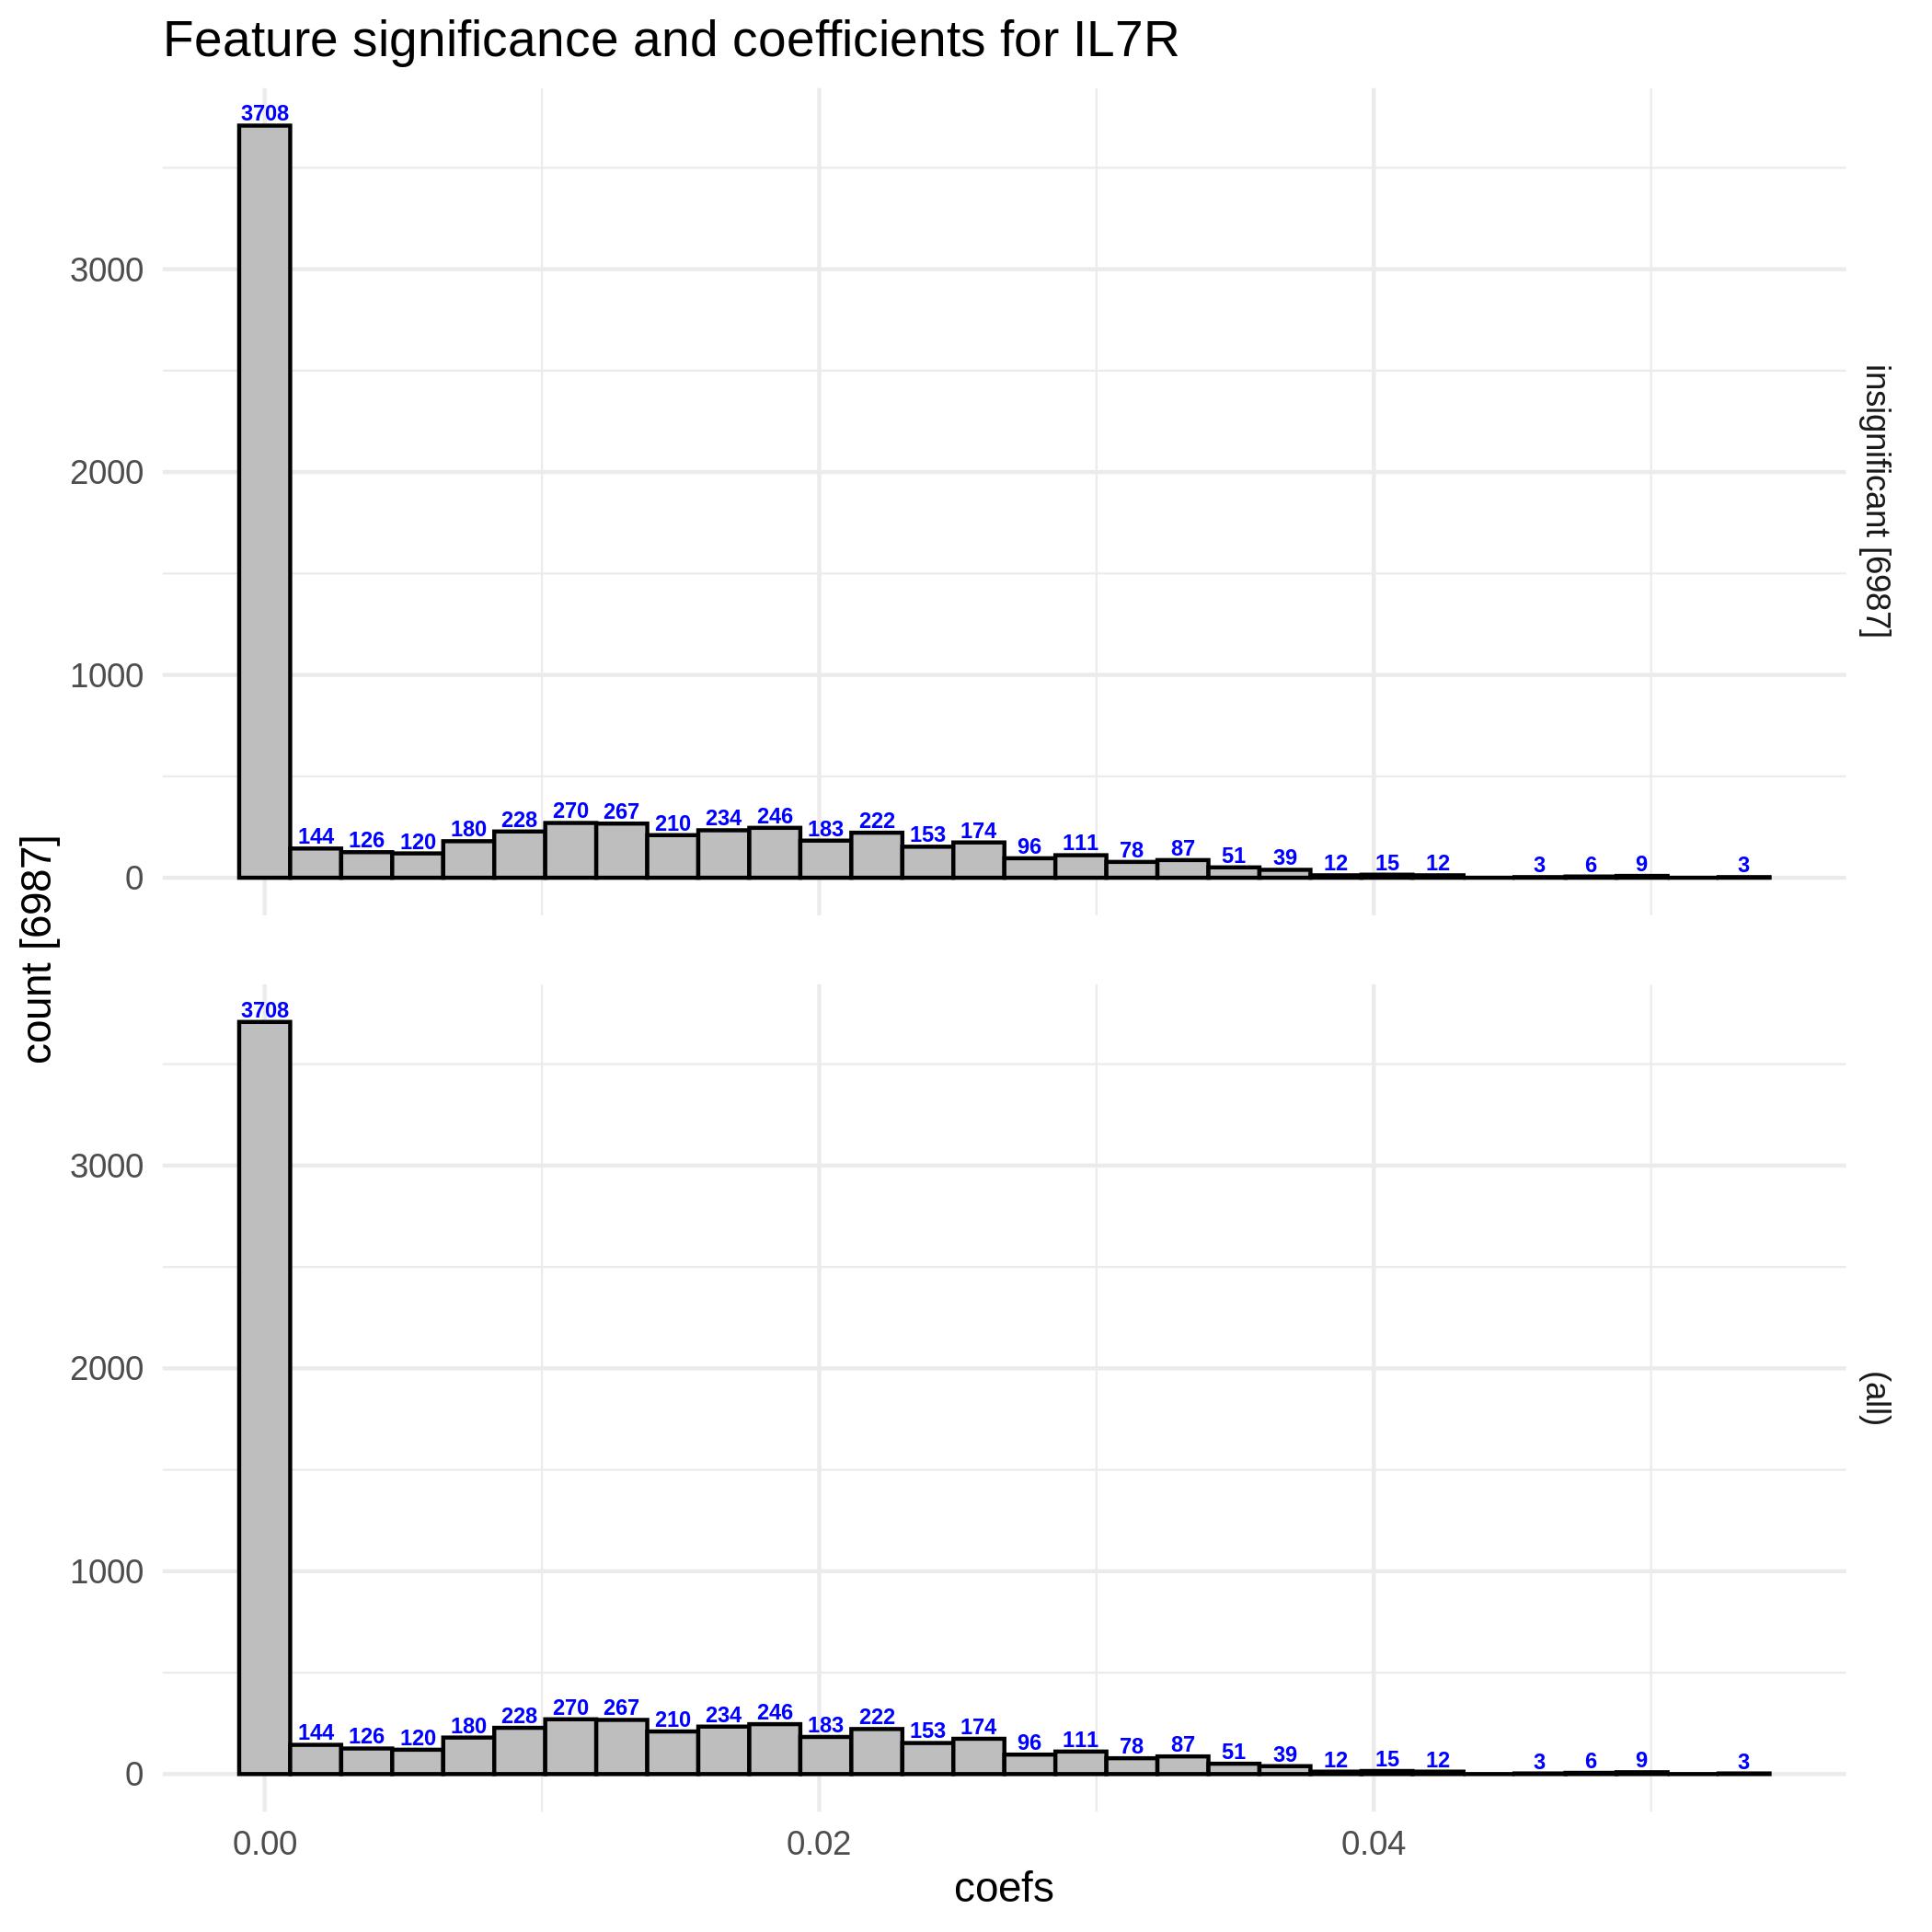 Feature significance and coefficients for IL7R
count [6987]
3000
2000
1000
0
3708
144 126 120 180 228 270 267 210 234 246 183 222 153 174 96 111 78 87 51 39 12 15 12 3 6 9 3
insignificant [6987]
3000
2000
1000
0
3708
144 126 120 180 228 270 267 210 234 246 183 222 153 174 96 111 78 87 51 39 12 15 12 3 6 9 3
(all)
0.00 0.02 0.04
coefs